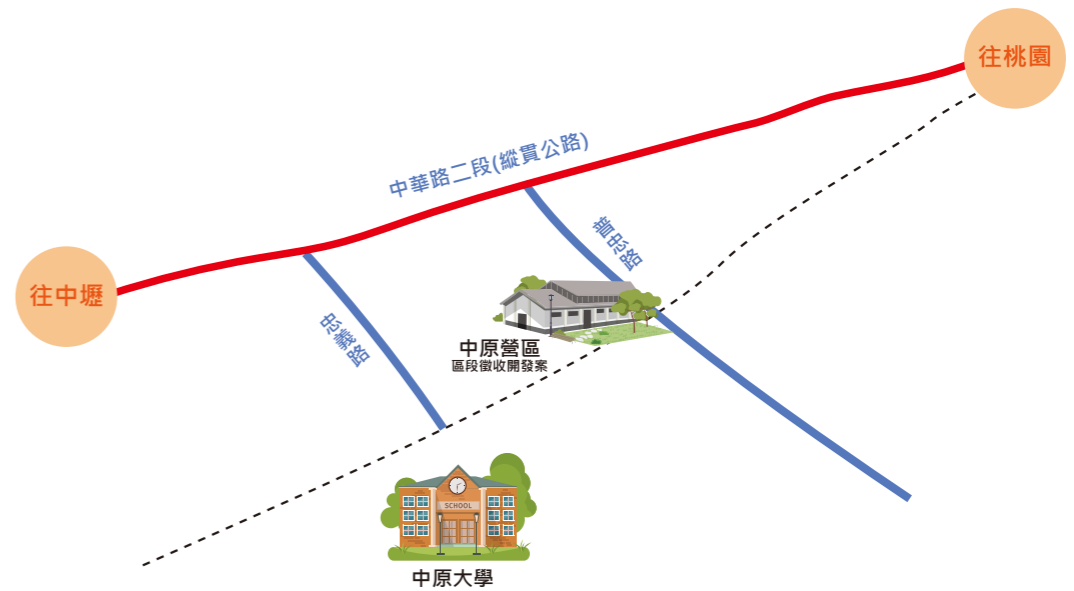 往桃園
中華路二段(縱貫公路)
普忠路
往中壢
忠義路
中原營區
區段徵收開發案
SCHOOL
中原大學